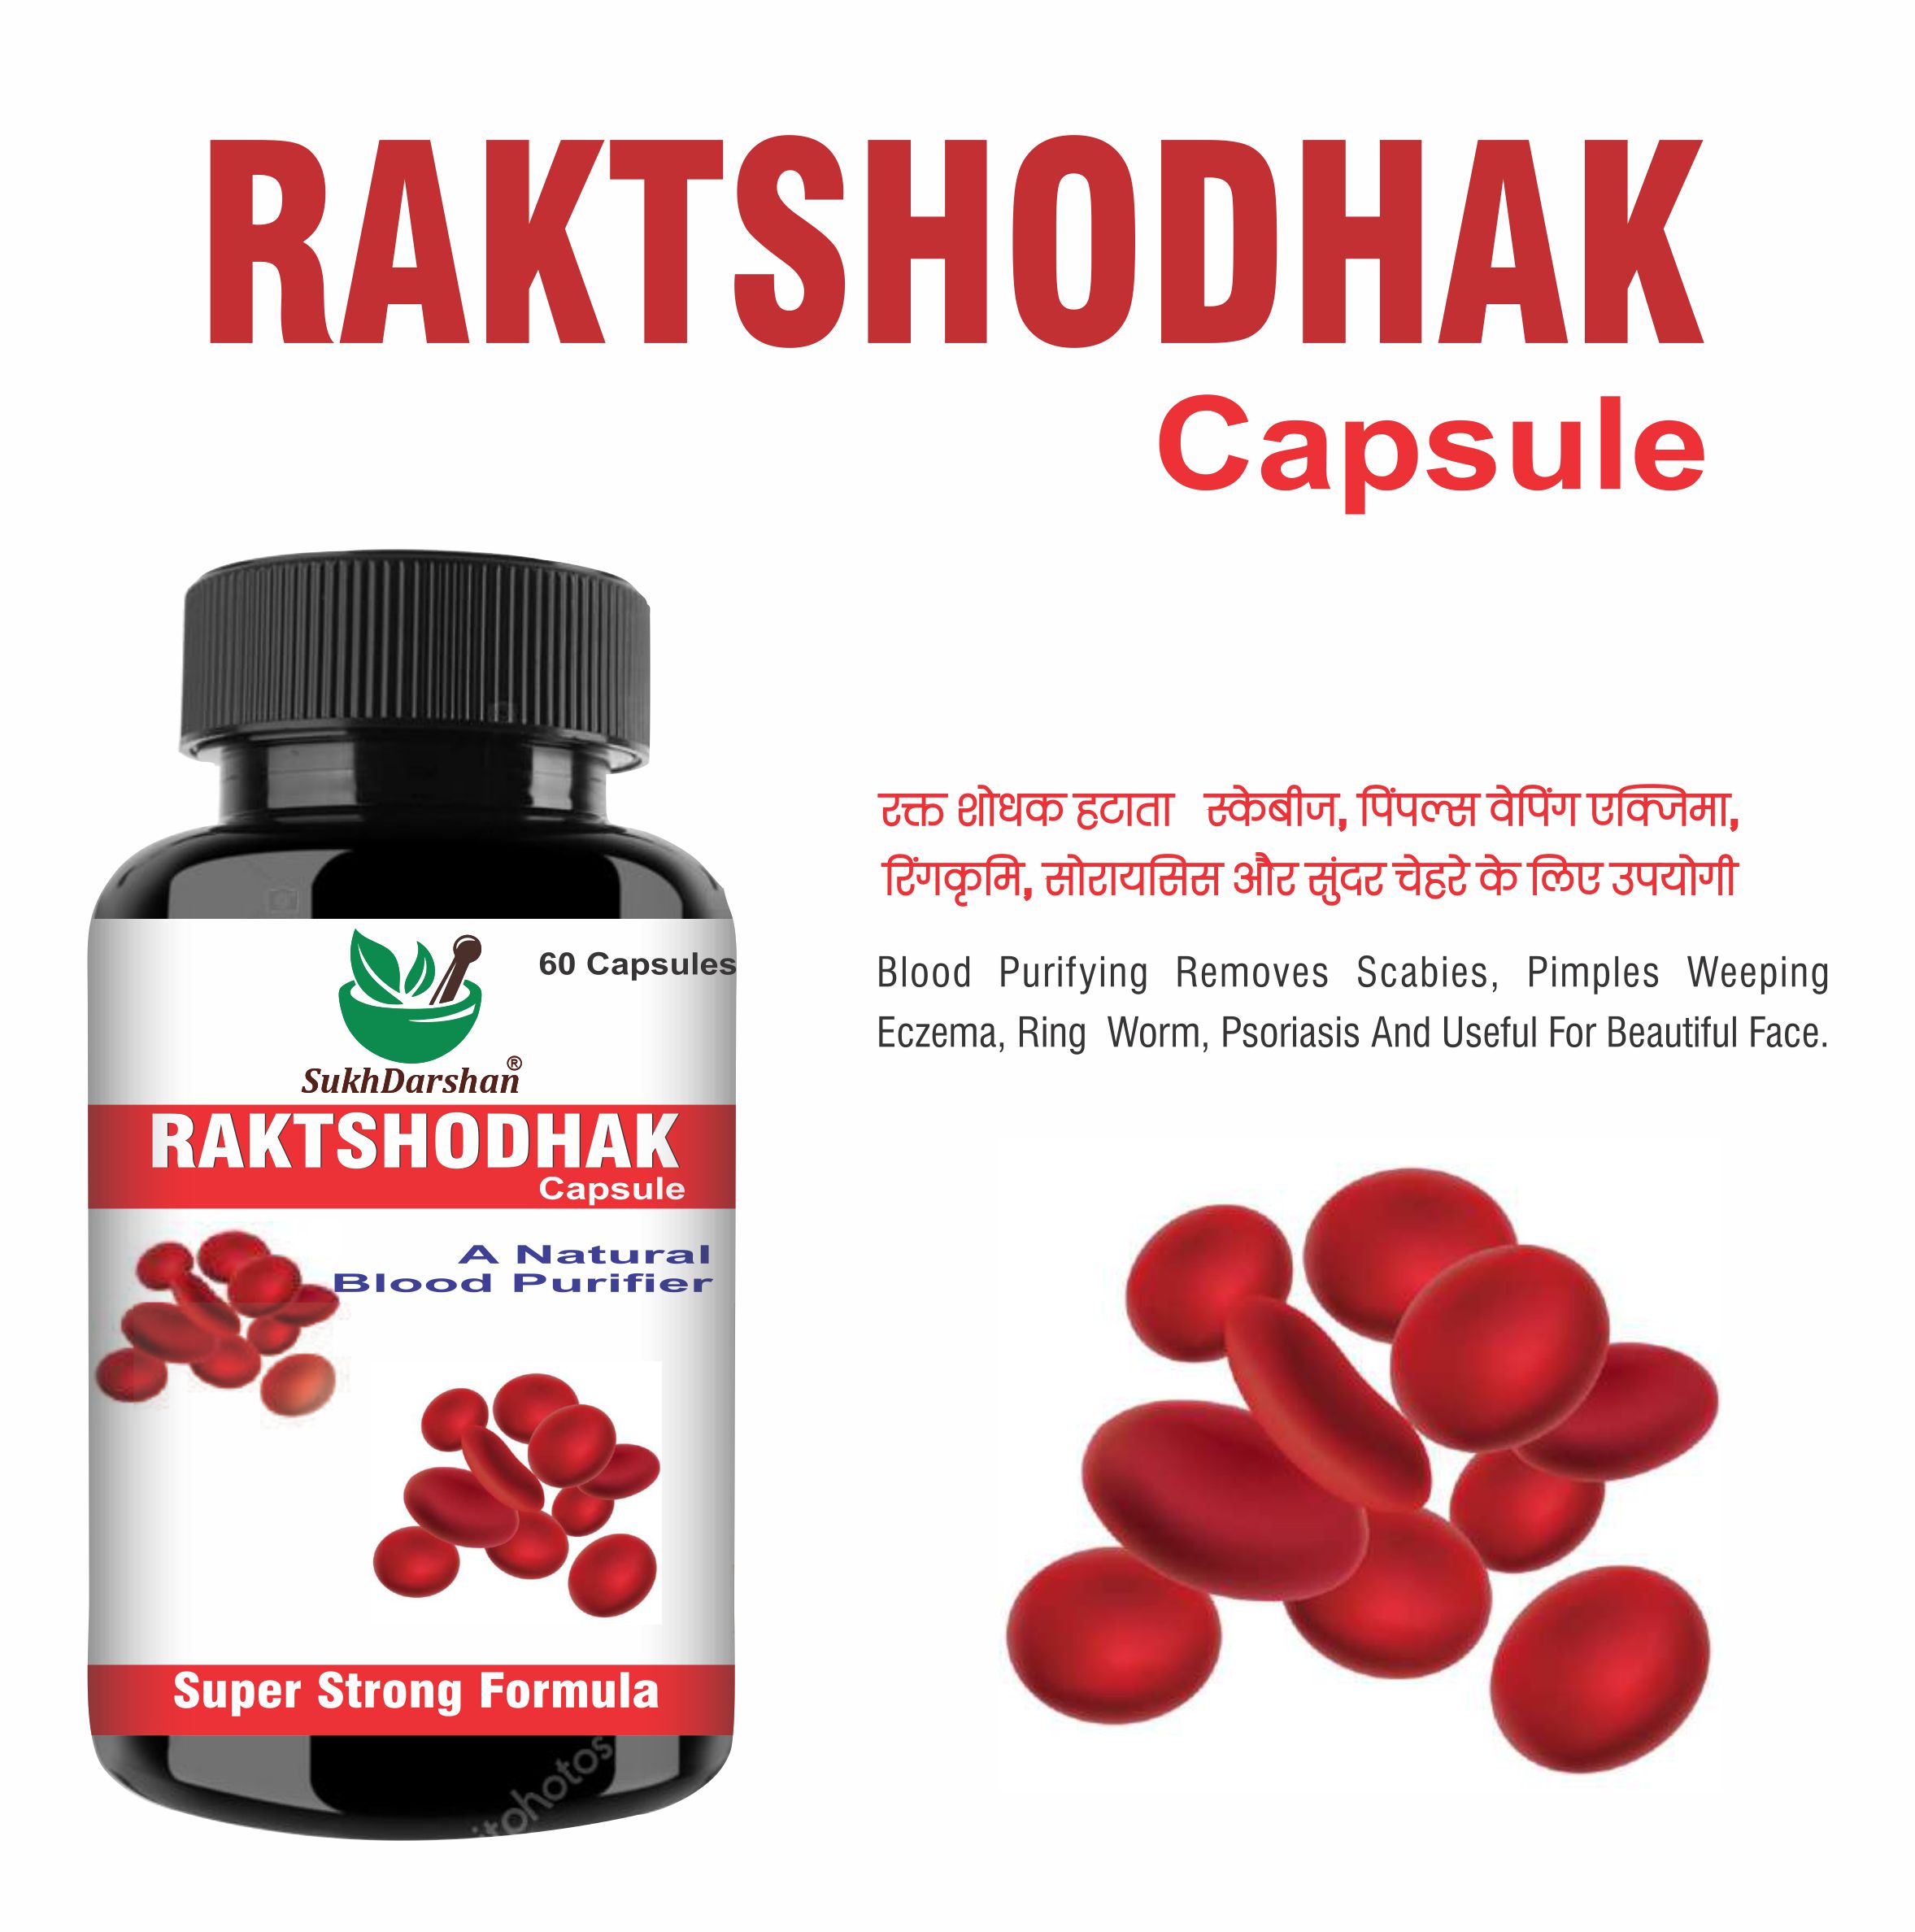 RAKTSHODHAK
Capsule
रक्त शोधक हटाता स्केबीज, पिंपल्स वेपिंग एक्जिमा,
रिंगकृमि, सोरायसिस और सुंदर चेहरे के लिए उपयोगी
Blood Purifying Removes Scabies, Pimples Weeping
Eczema, Ring Worm, Psoriasis And Useful For Beautiful Face.
60 Capsules
SukhDarshan®
RAKTSHODHAK
Capsule
A Natural
Blood Purifier
Super Strong Formula